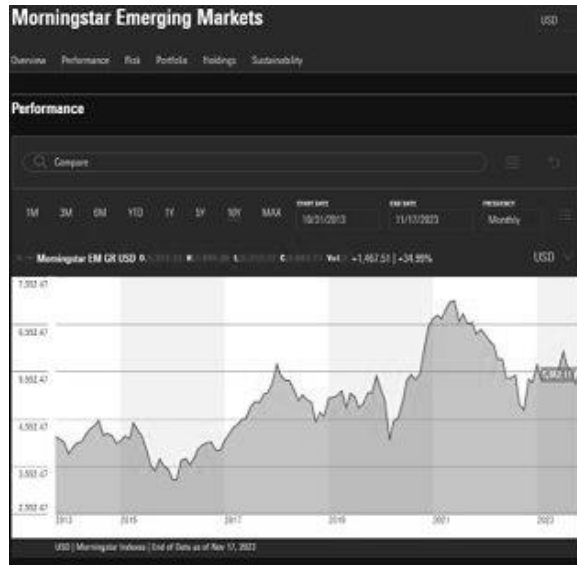 Morningstar Emerging Markets
USD
Overview Performance Risk Portfolio Holdings Sustainability
Performance
Compare
1M 3M 6M YTD 1Y 5Y 10Y MAX
START DATE END DATE FREQUENCY
10/31/2013 11/17/2023 Monthly
Morningstar EM GR USD O. H. L. C. Vol. +1,467.51 | +34.99%
USD
7,552.47
6,552.47
5,552.47
4,552.47
3,552.47
2,552.47
2013 2015 2017 2019 2021 2023
USD | Morningstar Indexes | End of Data as of Nov 17, 2023